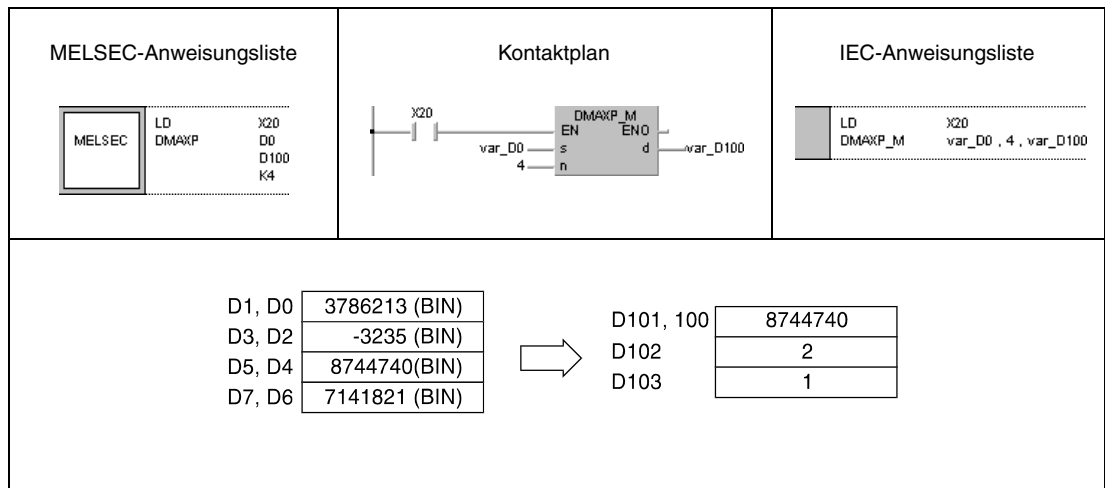 MELSEC-Anweisungsliste
MELSEC
LD X20
DMAXP D0
D100
K4
Kontaktplan
X20
DMAXP_M
EN ENO
var_D0 s d var_D100
4 n
IEC-Anweisungsliste
LD X20
DMAXP_M var_D0 , 4 , var_D100
D1, D0 3786213 (BIN)
D3, D2 -3235 (BIN)
D5, D4 8744740(BIN)
D7, D6 7141821 (BIN)
D101, 100 8744740
D102 2
D103 1